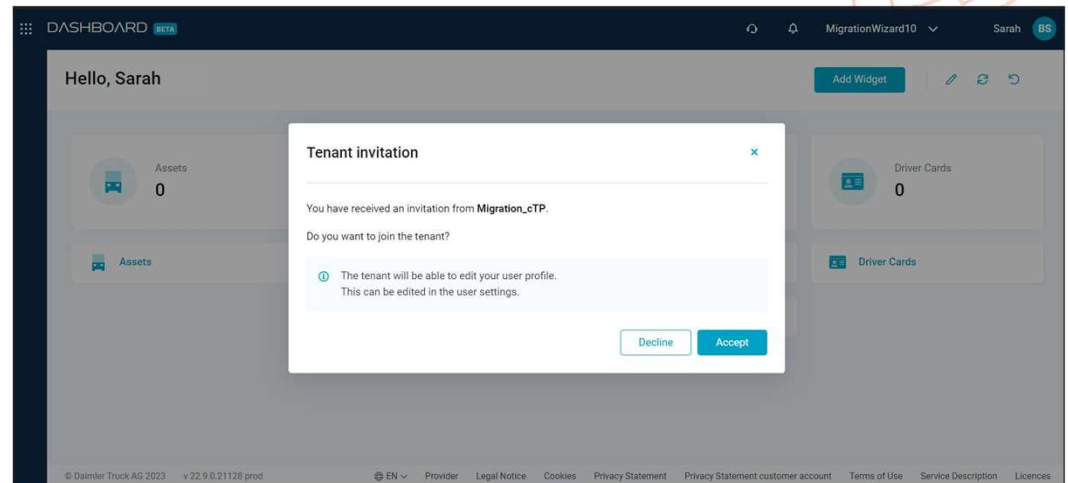 DASHBOARD BETA
MigrationWizard10
Sarah
BS
Hello, Sarah
Add Widget
Assets
0
Driver Cards
0
Assets
Driver Cards
Tenant invitation
You have received an invitation from Migration_cTP.
Do you want to join the tenant?
The tenant will be able to edit your user profile.
This can be edited in the user settings.
Decline
Accept
© Daimler Truck AG 2023 v 22.9.0.21128 prod
EN Provider Legal Notice Cookies Privacy Statement Privacy Statement customer account Terms of Use Service Description Licences